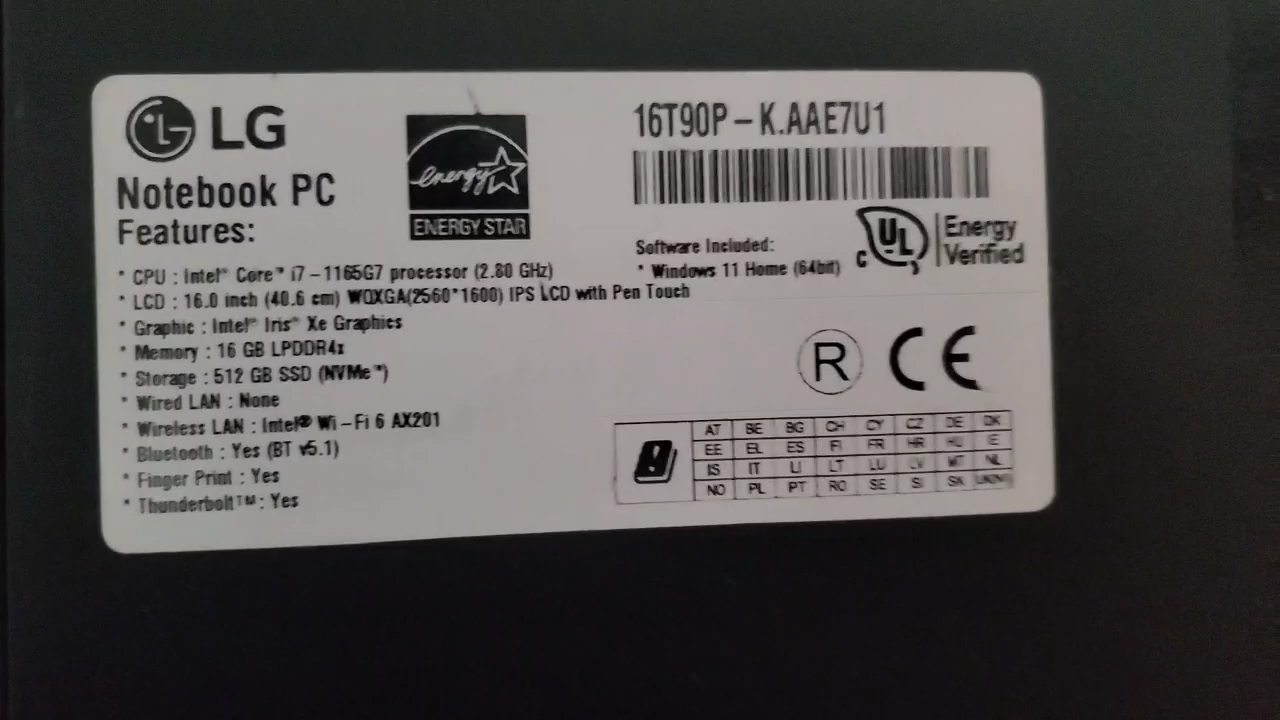 LG
Notebook PC
Features:
* CPU : Intel® Core™ i7-1165G7 processor (2.80 GHz)
* LCD : 16.0 inch (40.6 cm) WQXGA(2560*1600) IPS LCD with Pen Touch
* Graphic : Intel® Iris® Xe Graphics
* Memory : 16 GB LPDDR4x
* Storage : 512 GB SSD (NVMe™)
* Wired LAN : None
* Wireless LAN : Intel® Wi-Fi 6 AX201
* Bluetooth : Yes (BT v5.1)
* Finger Print : Yes
* Thunderbolt™ : Yes
energy
ENERGY STAR
16T90P-K.AAE7U1
Software Included:
* Windows 11 Home (64bit)
C UL Energy
Verified
R CE
AT BE BG CH CY CZ DE DK
EE EL ES FI FR HR HU IE
IS IT LI LT LU LV MT NL
NO PL PT RO SE SI SK UK(NI)